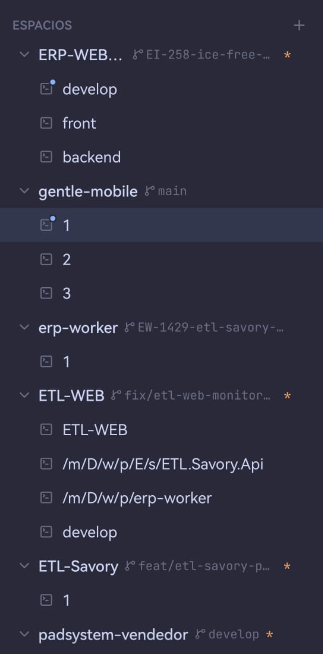 ESPACIOS
ERP-WEB... EI-258-ice-free-... *
develop
front
backend
gentle-mobile main
1
2
3
erp-worker EW-1429-etl-savory-...
1
ETL-WEB fix/etl-web-monitor... *
ETL-WEB
/m/D/w/p/E/s/ETL.Savory.Api
/m/D/w/p/erp-worker
develop
ETL-Savory feat/etl-savory-p... *
1
padsystem-vendedor develop *